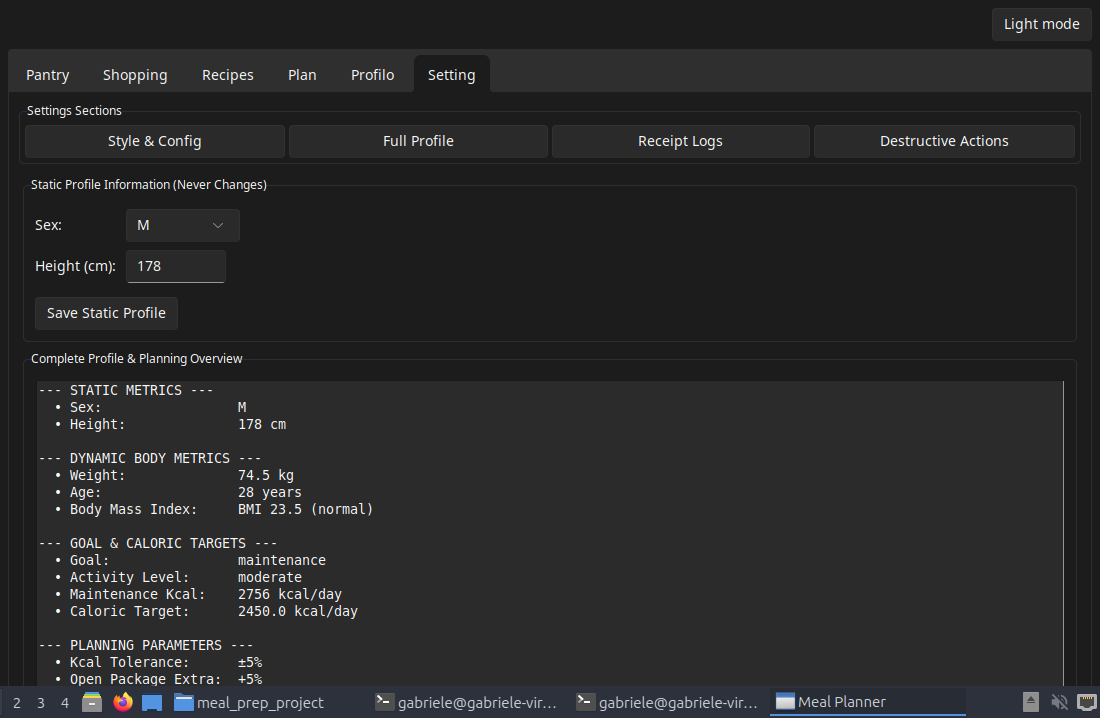 Light mode
Pantry Shopping Recipes Plan Profilo Setting
Settings Sections
Style & Config Full Profile Receipt Logs Destructive Actions
Static Profile Information (Never Changes)
Sex: M
Height (cm): 178
Save Static Profile
Complete Profile & Planning Overview
--- STATIC METRICS ---
• Sex: M
• Height: 178 cm
--- DYNAMIC BODY METRICS ---
• Weight: 74.5 kg
• Age: 28 years
• Body Mass Index: BMI 23.5 (normal)
--- GOAL & CALORIC TARGETS ---
• Goal: maintenance
• Activity Level: moderate
• Maintenance Kcal: 2756 kcal/day
• Caloric Target: 2450.0 kcal/day
--- PLANNING PARAMETERS ---
• Kcal Tolerance: ±5%
• Open Package Extra: +5%
2 3 4 meal_prep_project gabriele@gabriele-vir... gabriele@gabriele-vir... Meal Planner